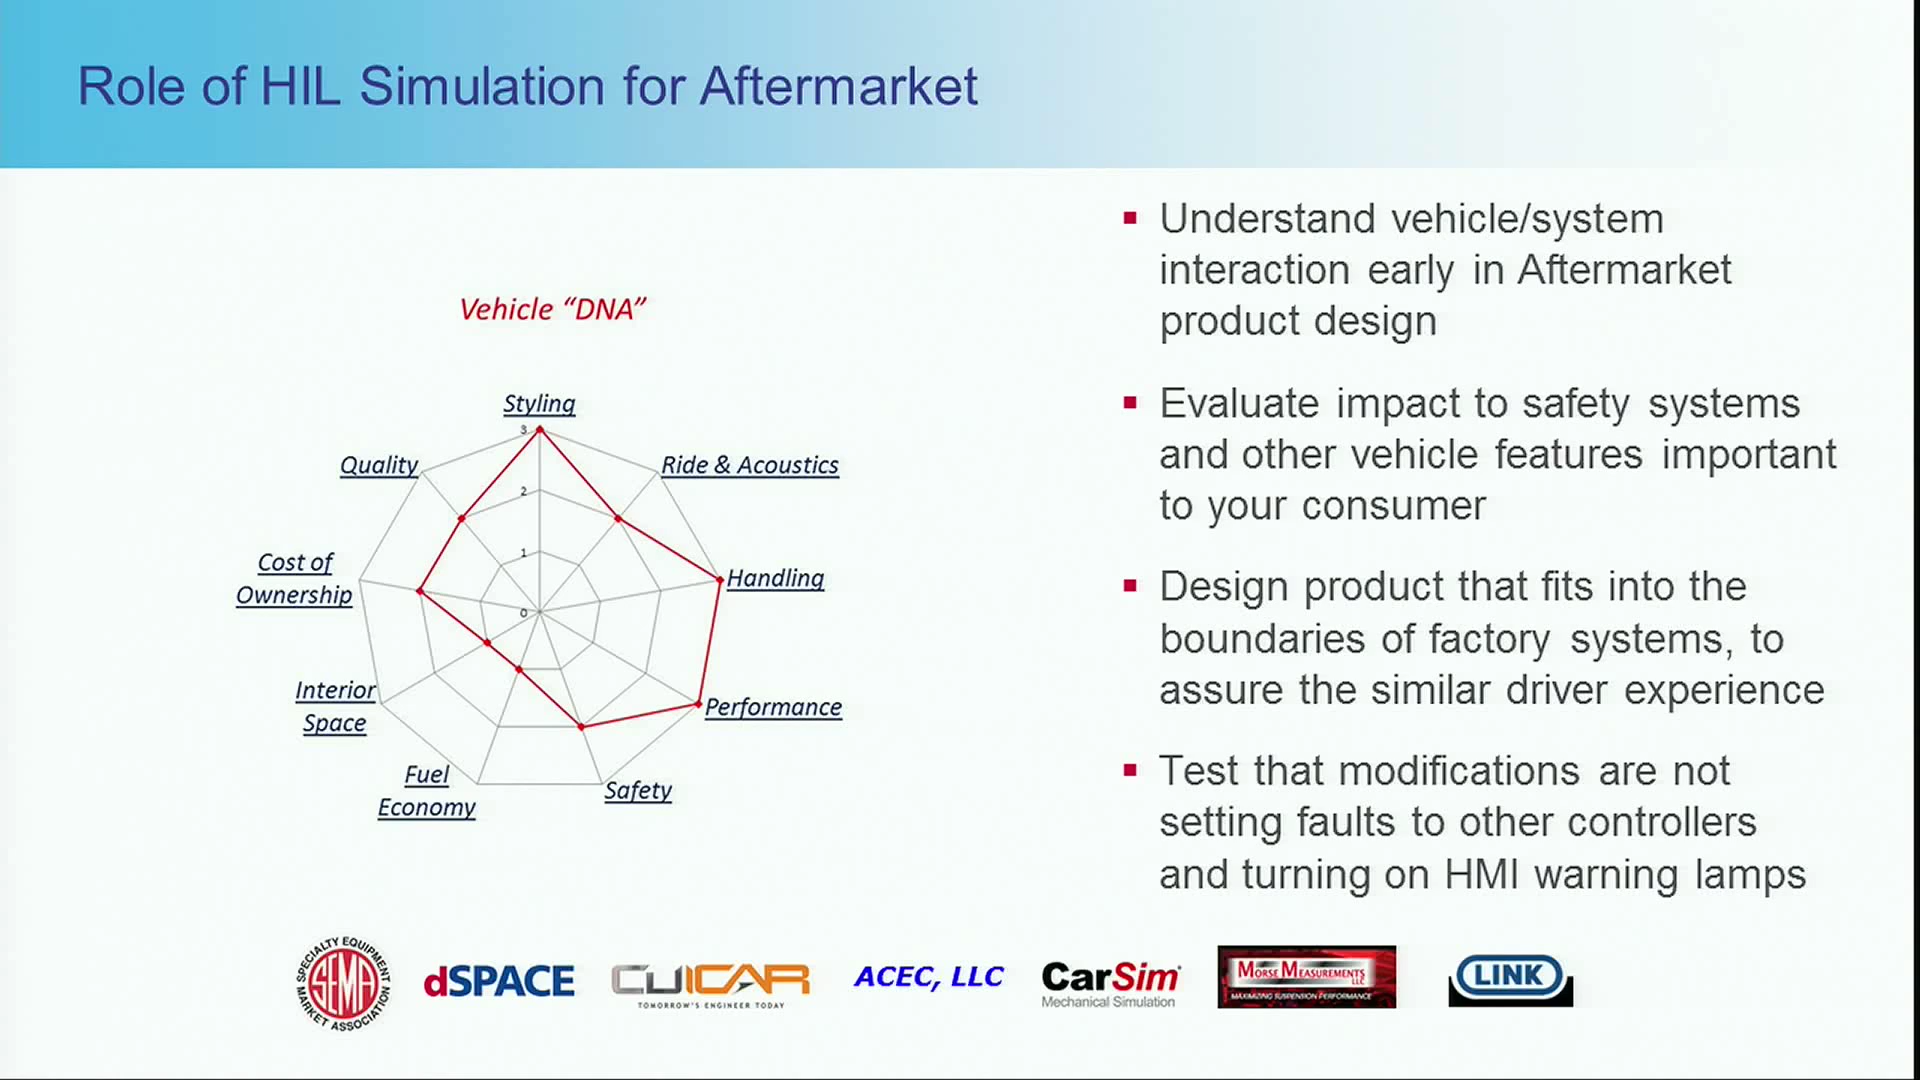 Role of HIL Simulation for Aftermarket
Vehicle “DNA”
Styling
Quality
Ride & Acoustics
Cost of
Ownership
Handling
Interior
Space
Performance
Fuel
Economy
Safety
3
2
1
0
▪ Understand vehicle/system
interaction early in Aftermarket
product design
▪ Evaluate impact to safety systems
and other vehicle features important
to your consumer
▪ Design product that fits into the
boundaries of factory systems, to
assure the similar driver experience
▪ Test that modifications are not
setting faults to other controllers
and turning on HMI warning lamps
SPECIALTY EQUIPMENT
SEMA
MARKET ASSOCIATION
dSPACE
CUICAR
TOMORROW'S ENGINEER TODAY
ACEC, LLC
CarSim
Mechanical Simulation
MORSE MEASUREMENTS
LLC
MAXIMIZING SUSPENSION PERFORMANCE
LINK